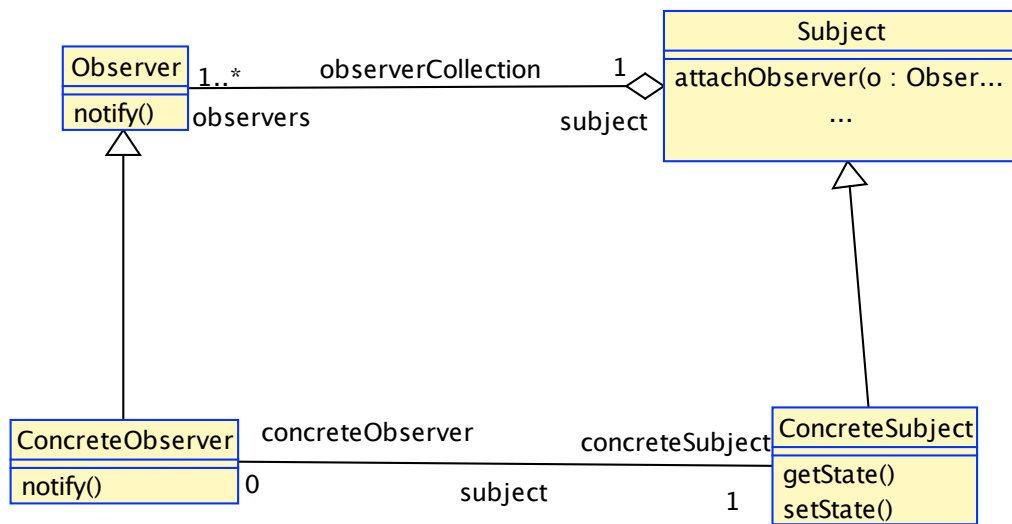 Subject
Observer
1..*
observerCollection
1
attachObserver(o : Obser...
notify()
observers
subject
...
ConcreteObserver
concreteObserver
concreteSubject
ConcreteSubject
notify()
0
subject
1
getState()
setState()